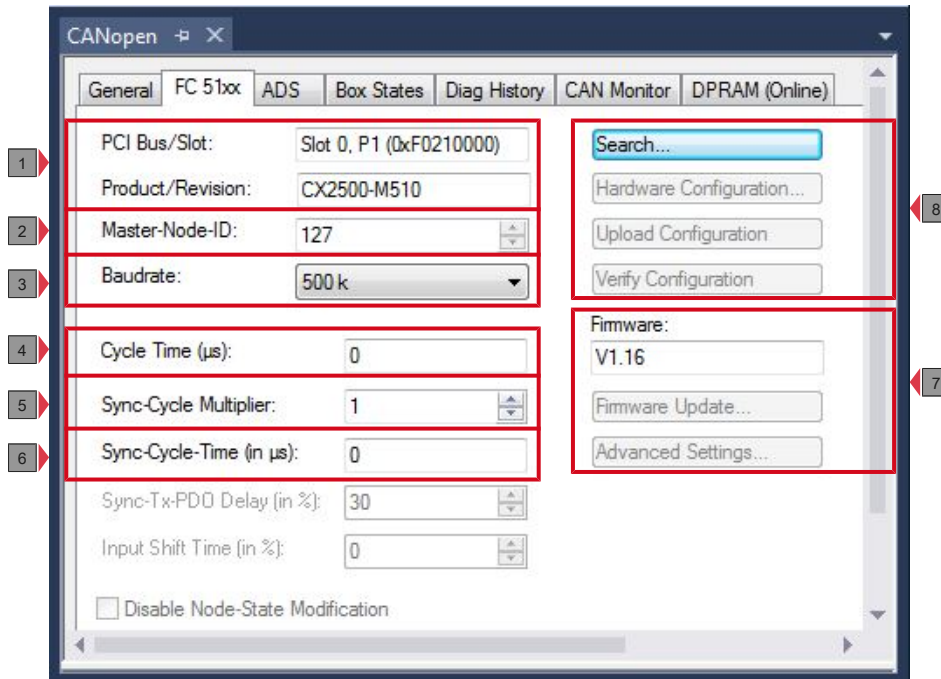 CANopen
General FC 51xx ADS Box States Diag History CAN Monitor DPRAM (Online)
1
PCI Bus/Slot: Slot 0, P1 (0xF0210000)
Product/Revision: CX2500-M510
2
Master-Node-ID: 127
3
Baudrate: 500 k
4
Cycle Time (µs): 0
5
Sync-Cycle Multiplier: 1
6
Sync-Cycle-Time (in µs): 0
Sync-Tx-PDO Delay (in %): 30
Input Shift Time (in %): 0
Disable Node-State Modification
Search...
Hardware Configuration...
Upload Configuration
Verify Configuration
8
Firmware:
V1.16
Firmware Update...
Advanced Settings...
7